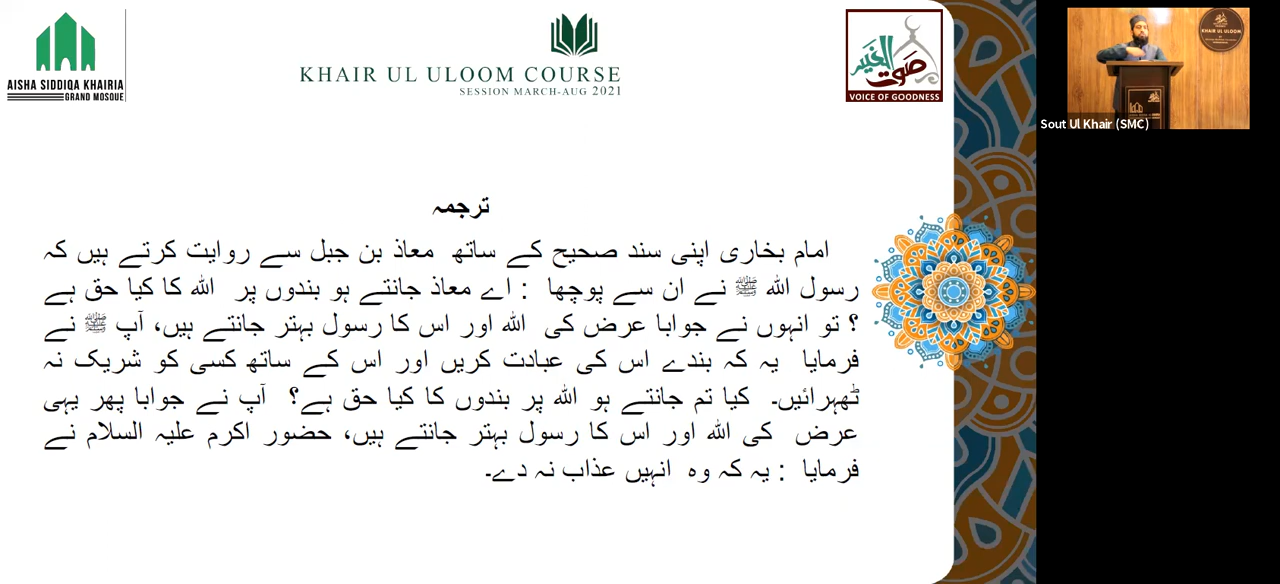 AISHA SIDDIQA KHAIRIA
GRAND MOSQUE
KHAIR UL ULOOM COURSE
SESSION MARCH-AUG 2021
صوت الخير
VOICE OF GOODNESS
KHAIR UL ULOOM
Sout Ul Khair (SMC)
ترجمہ
امام بخاری اپنی سند صحیح کے ساتھ معاذ بن جبل سے روایت کرتے ہیں کہ
رسول اللہ ﷺ نے ان سے پوچھا : اے معاذ جانتے ہو بندوں پر اللہ کا کیا حق ہے
؟ تو انہوں نے جوابا عرض کی اللہ اور اس کا رسول بہتر جانتے ہیں، آپ ﷺ نے
فرمایا یہ کہ بندے اس کی عبادت کریں اور اس کے ساتھ کسی کو شریک نہ
ٹھہرائیں۔ کیا تم جانتے ہو اللہ پر بندوں کا کیا حق ہے؟ آپ نے جوابا پھر یہی
عرض کی اللہ اور اس کا رسول بہتر جانتے ہیں، حضور اکرم علیہ السلام نے
فرمایا : یہ کہ وہ انہیں عذاب نہ دے۔